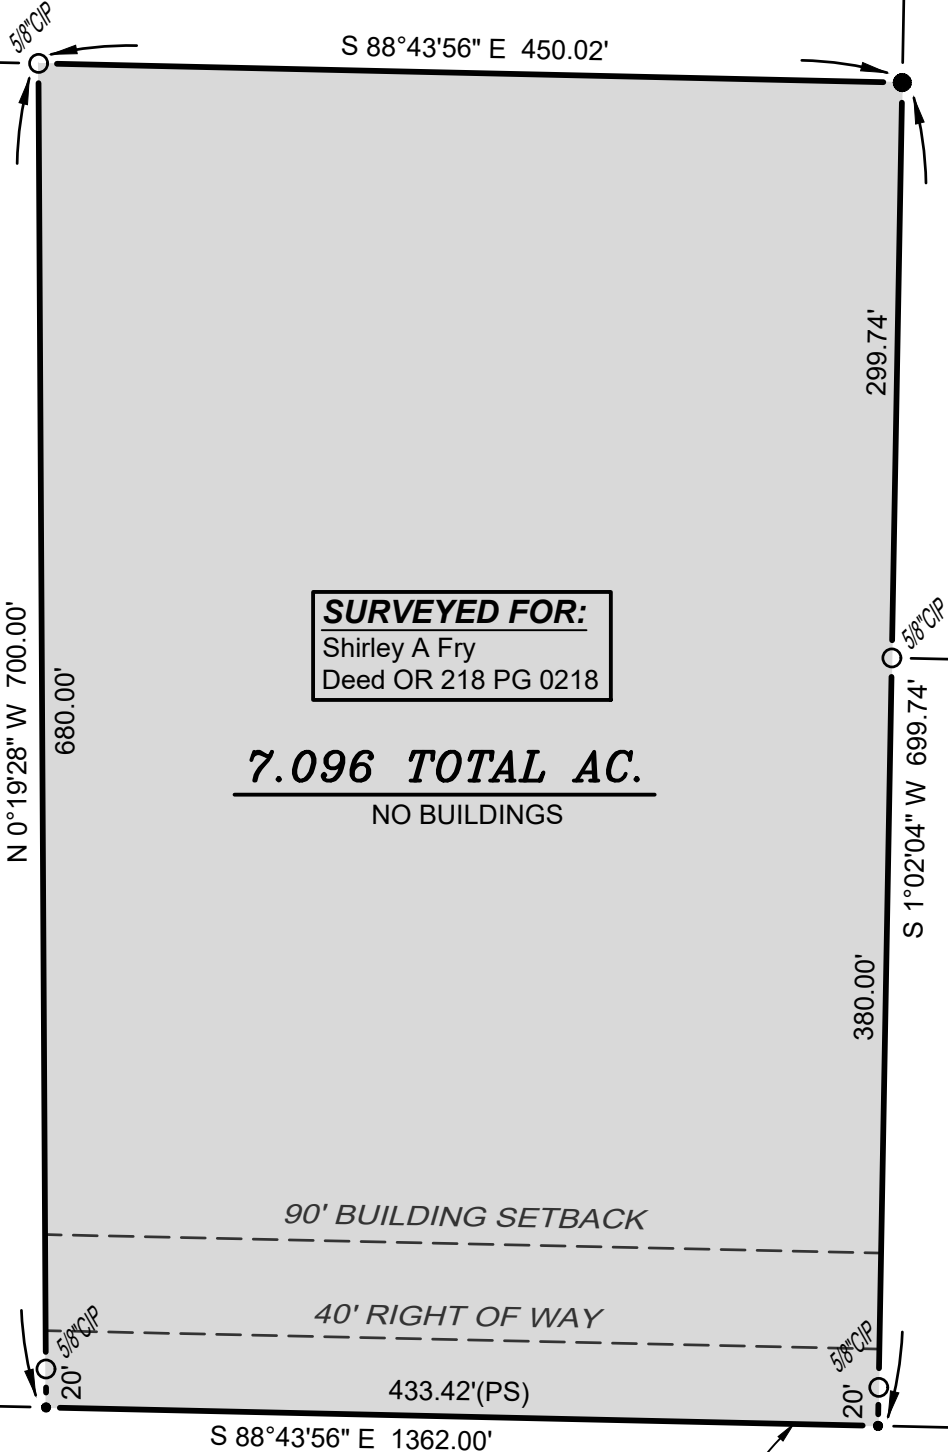 5/8"CIP
S 88°43'56" E 450.02'
299.74'
5/8"CIP
SURVEYED FOR:
Shirley A Fry
Deed OR 218 PG 0218
N 0°19'28" W 700.00'
680.00'
S 1°02'04" W 699.74'
7.096 TOTAL AC.
NO BUILDINGS
380.00'
90' BUILDING SETBACK
40' RIGHT OF WAY
5/8"CIP
5/8"CIP
20'
20'
433.42'(PS)
S 88°43'56" E 1362.00'